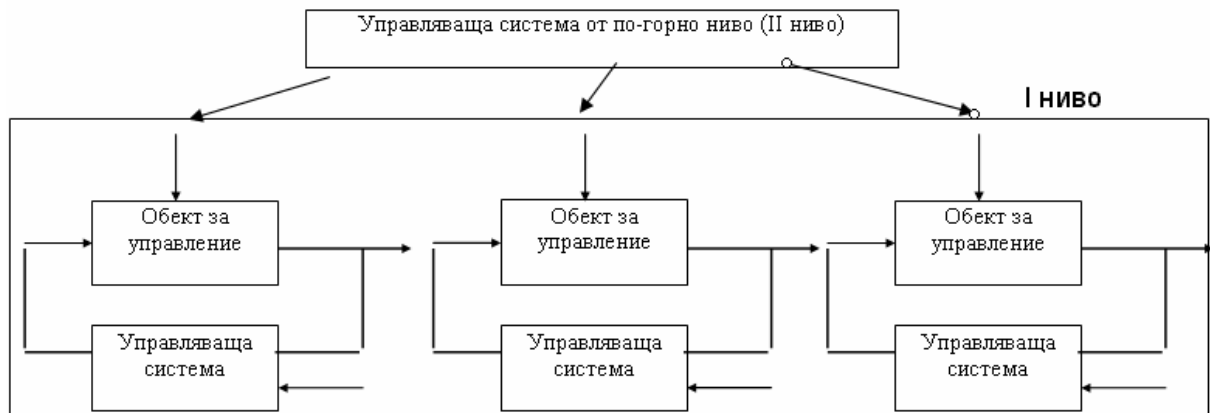 Управляваща система от по-горно ниво (II ниво)
I ниво
Обект за
управление
Обект за
управление
Обект за
управление
Управляваща
система
Управляваща
система
Управляваща
система